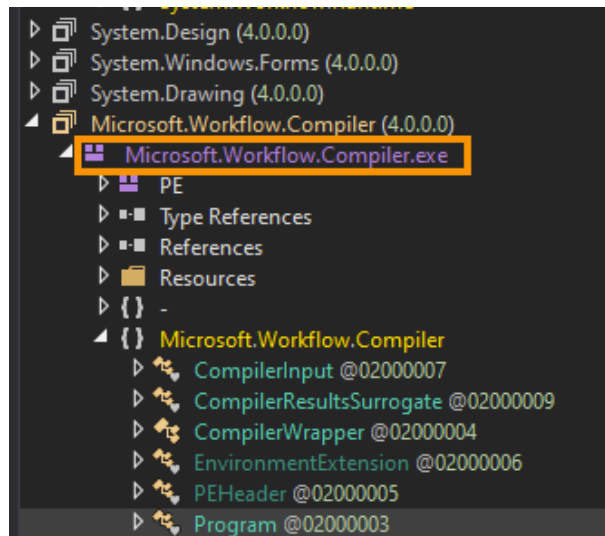 System.Design (4.0.0.0)
System.Windows.Forms (4.0.0.0)
System.Drawing (4.0.0.0)
Microsoft.Workflow.Compiler (4.0.0.0)
Microsoft.Workflow.Compiler.exe
PE
Type References
References
Resources
{ } -
{ } Microsoft.Workflow.Compiler
CompilerInput @02000007
CompilerResultsSurrogate @02000009
CompilerWrapper @02000004
EnvironmentExtension @02000006
PEHeader @02000005
Program @02000003